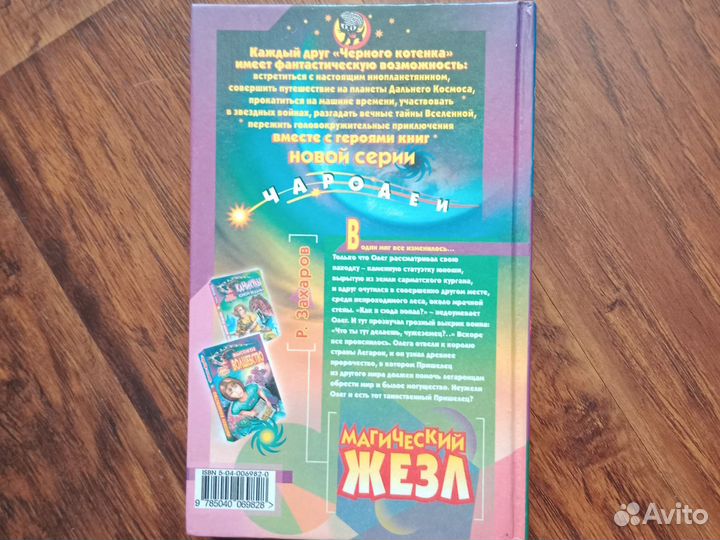 Каждый друг «Черного котенка»
имеет фантастическую возможность:
встретиться с настоящим инопланетянином,
совершить путешествие на планеты Дальнего Космоса,
прокатиться на машине времени, участвовать
в звездных войнах, разгадать вечные тайны Вселенной,
пережить головокружительные приключения
вместе с героями книг
новой серии
ЧАРОДЕИ
В один миг все изменилось...
Только что Олег рассматривал свою
находку – каменную статуэтку юноши,
вырытую из земли сарматского кургана,
и вдруг очутился в совершенно другом месте,
среди непроходимого леса, около мрачной
стены. «Как я сюда попал?» – недоумевает
Олег. И тут прозвучал грозный выкрик воина:
«Что ты тут делаешь, чужеземец?..» Вскоре
все прояснилось. Олега отвели к королю
страны Легарон, и он узнал древнее
пророчество, в котором Пришелец
из другого мира должен помочь легаронцам
обрести мир и былое могущество. Неужели
Олег и есть тот таинственный Пришелец?
Р. Захаров
ВОЛШЕБСТВО
МАГИЧЕСКИЙ
ЖЕЗЛ
ISBN 5-04-006982-0
9 785040 069828 >
Avito